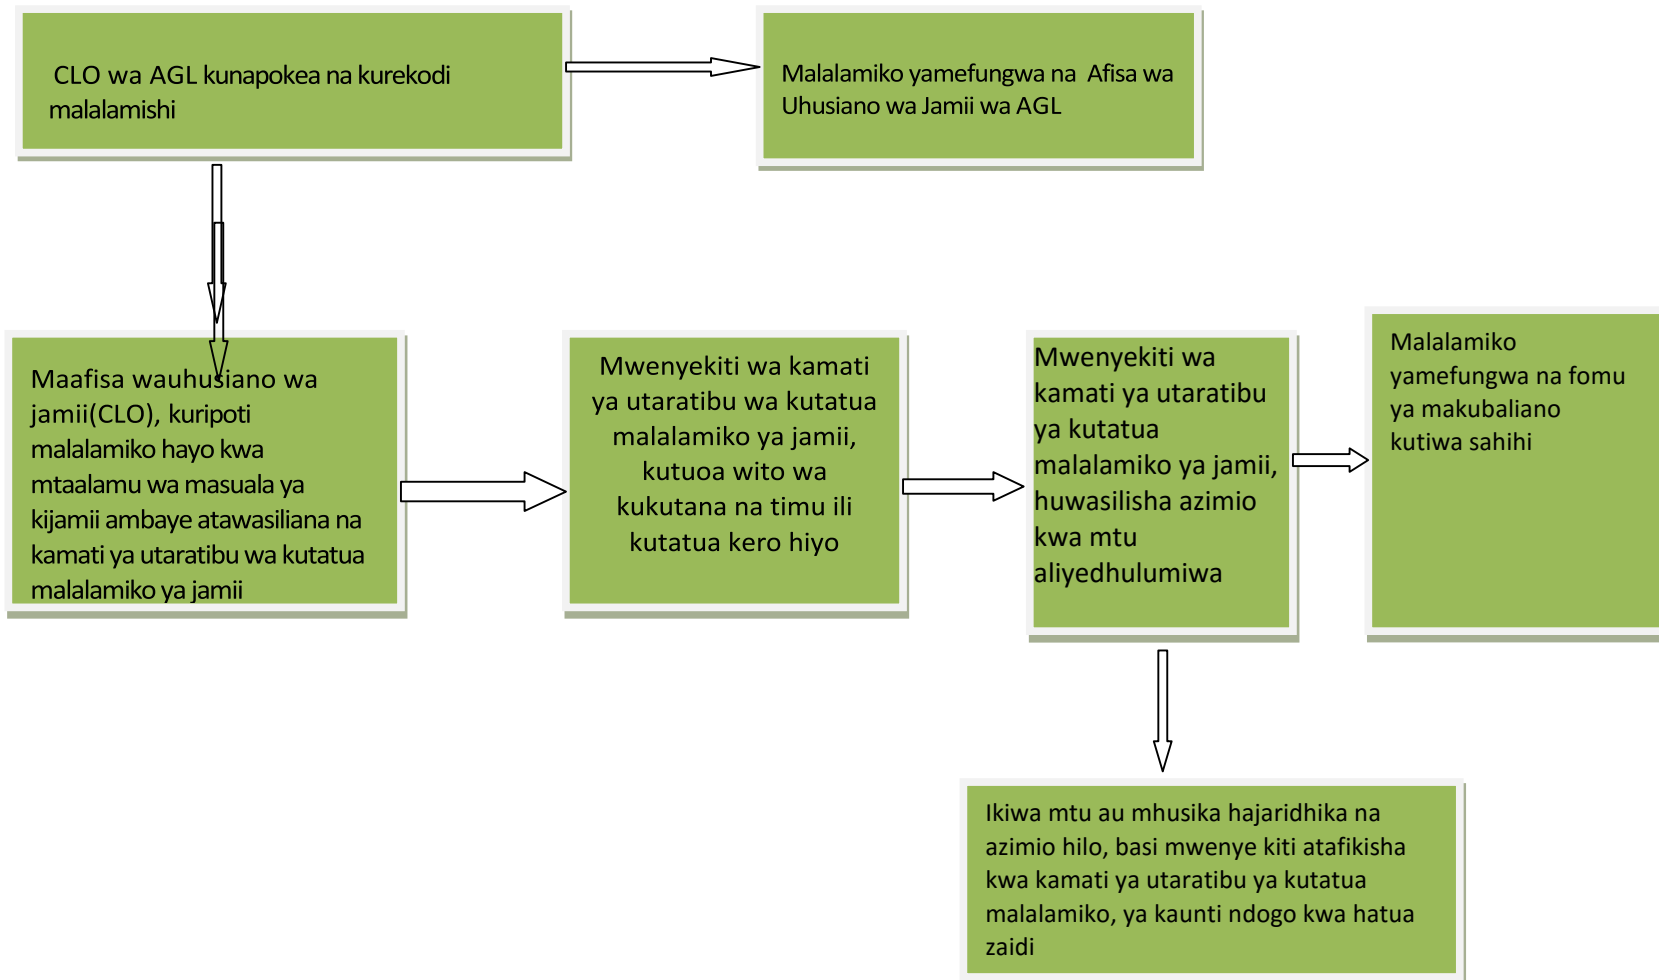 CLO wa AGL kunapokea na kurekodi
malalamishi
Malalamiko yamefungwa na Afisa wa
Uhusiano wa Jamii wa AGL
Maafisa wauhusiano wa
jamii(CLO), kuripoti
malalamiko hayo kwa
mtaalamu wa masuala ya
kijamii ambaye atawasiliana na
kamati ya utaratibu wa kutatua
malalamiko ya jamii
Mwenyekiti wa kamati
ya utaratibu wa kutatua
malalamiko ya jamii,
kutuoa wito wa
kukutana na timu ili
kutatua kero hiyo
Mwenyekiti wa
kamati ya utaratibu
ya kutatua
malalamiko ya jamii,
huwasilisha azimio
kwa mtu
aliyedhulumiwa
Malalamiko
yamefungwa na fomu
ya makubaliano
kutiwa sahihi
Ikiwa mtu au mhusika hajaridhika na
azimio hilo, basi mwenye kiti atafikisha
kwa kamati ya utaratibu ya kutatua
malalamiko, ya kaunti ndogo kwa hatua
zaidi